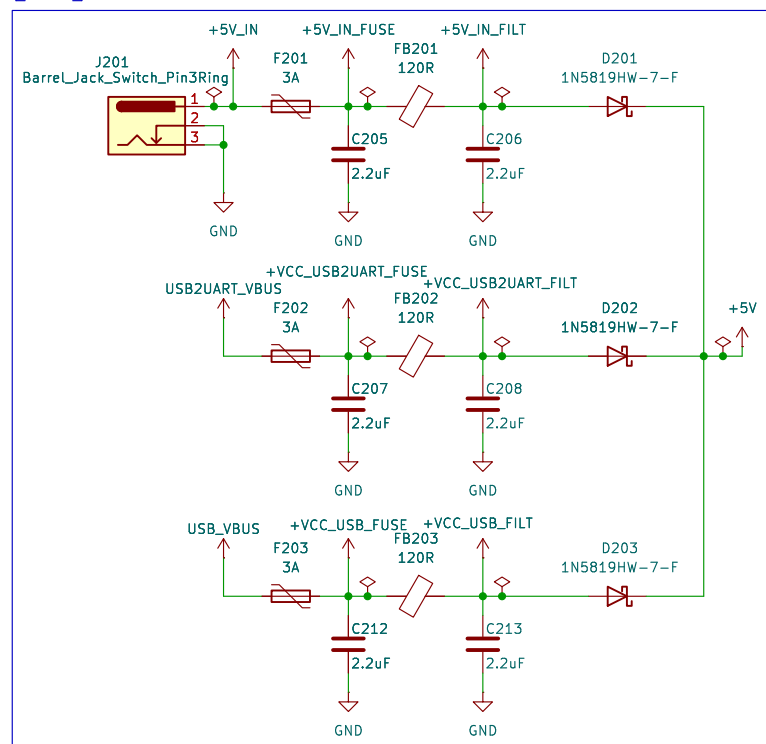 +5V_IN
+5V_IN_FUSE
+5V_IN_FILT
J201
Barrel_Jack_Switch_Pin3Ring
F201
3A
FB201
120R
D201
1N5819HW-7-F
1
2
3
C205
2.2uF
C206
2.2uF
GND
GND
GND
USB2UART_VBUS
+VCC_USB2UART_FUSE
+VCC_USB2UART_FILT
F202
3A
FB202
120R
D202
1N5819HW-7-F
+5V
C207
2.2uF
C208
2.2uF
GND
GND
USB_VBUS
+VCC_USB_FUSE
+VCC_USB_FILT
F203
3A
FB203
120R
D203
1N5819HW-7-F
C212
2.2uF
C213
2.2uF
GND
GND